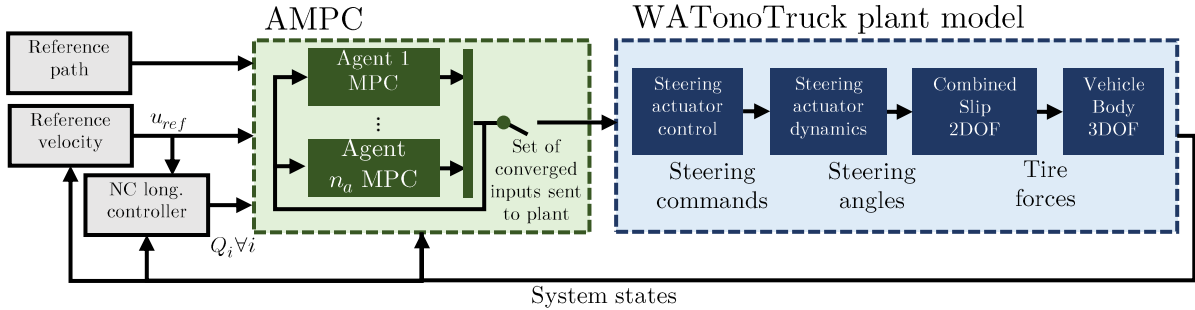 AMPC
WATonoTruck plant model
Reference
path
Reference
velocity
u_ref
NC long.
controller
Q_i∀i
Agent 1
MPC
⋮
Agent
n_a MPC
Set of
converged
inputs sent
to plant
Steering
actuator
control
Steering
actuator
dynamics
Combined
Slip
2DOF
Vehicle
Body
3DOF
Steering
commands
Steering
angles
Tire
forces
System states